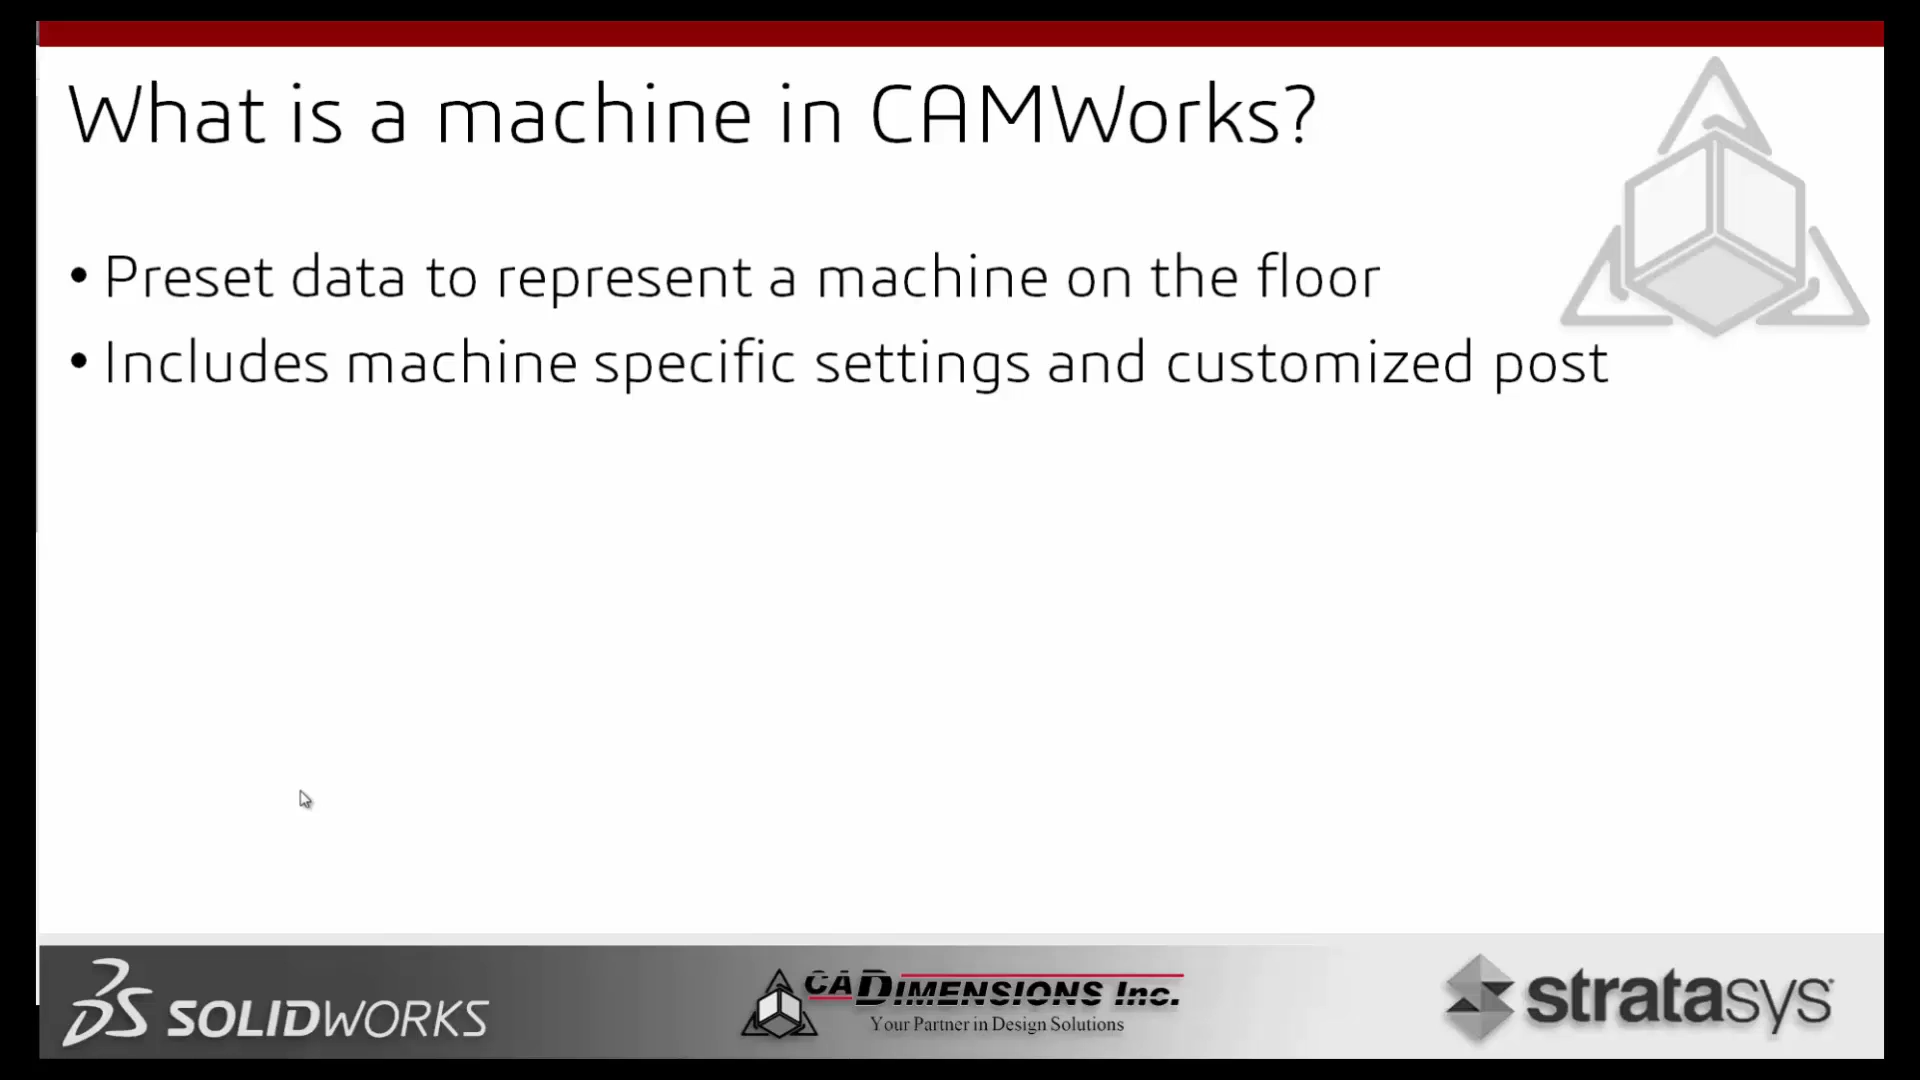 What is a machine in CAMWorks?
• Preset data to represent a machine on the floor
• Includes machine specific settings and customized post
SOLIDWORKS
CADIMENSIONS Inc.
Your Partner in Design Solutions
stratasys